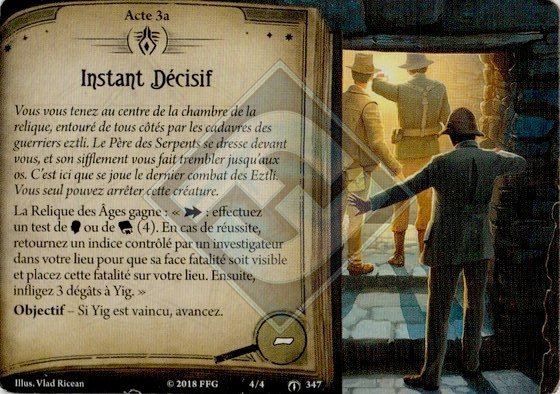 Acte 3a
Instant Décisif
Vous vous tenez au centre de la chambre de la
relique, entouré de tous côtés par les cadavres des
guerriers eztli. Le Père des Serpents se dresse devant
vous, et son sifflement vous fait trembler jusqu'aux
os. C'est ici que se joue le dernier combat des Eztli.
Vous seul pouvez arrêter cette créature.
La Relique des Âges gagne : « : effectuez
un test de ou de (4). En cas de réussite,
retournez un indice contrôlé par un investigateur
dans votre lieu pour que sa face fatalité soit visible
et placez cette fatalité sur votre lieu. Ensuite,
infligez 3 dégâts à Yig. »
Objectif – Si Yig est vaincu, avancez.
–
Illus. Vlad Ricean © 2018 FFG 4/4 347